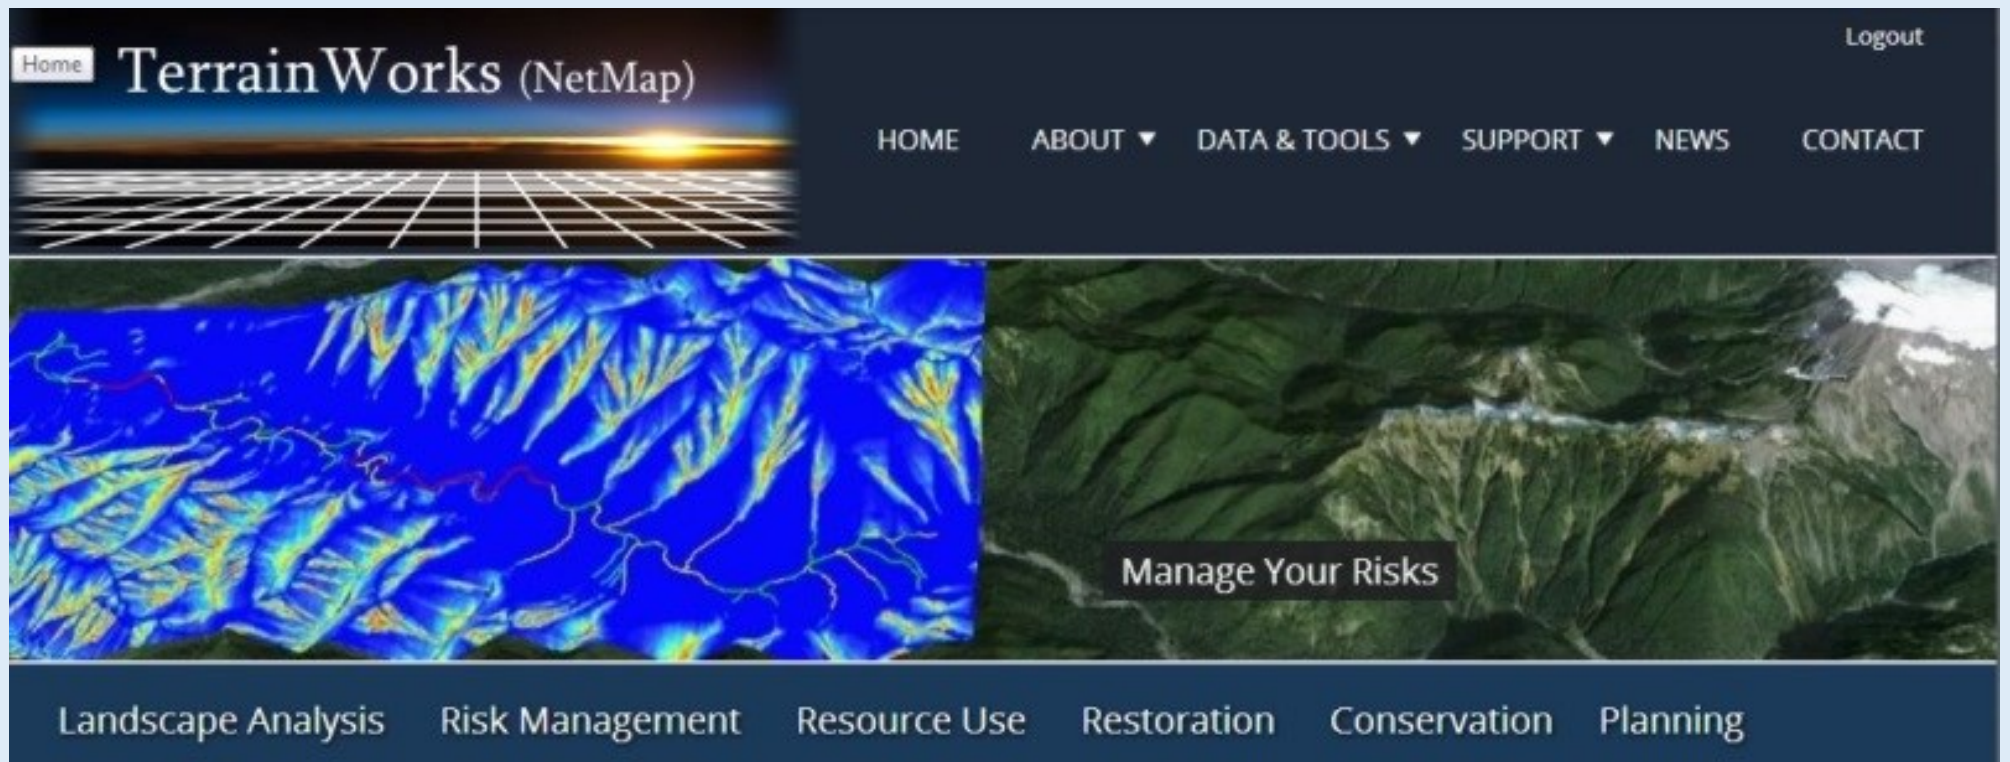 Logout
Home
TerrainWorks (NetMap)
HOME ABOUT ▼ DATA & TOOLS ▼ SUPPORT ▼ NEWS CONTACT
Manage Your Risks
Landscape Analysis Risk Management Resource Use Restoration Conservation Planning